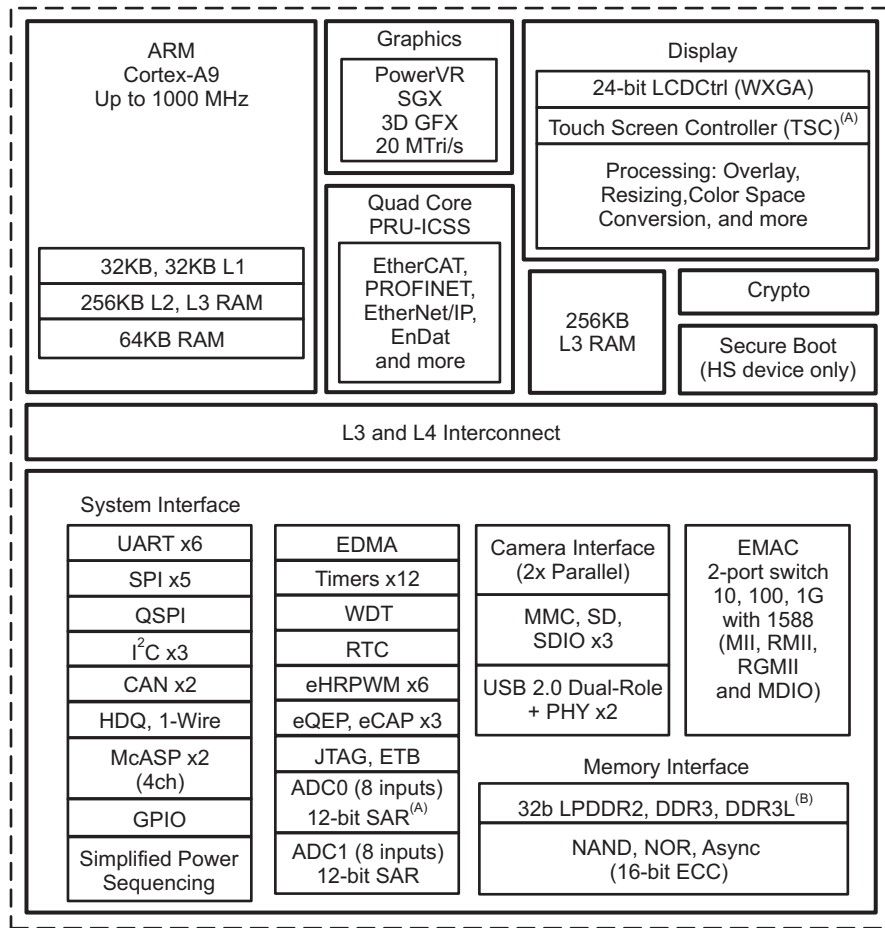 ARM
Cortex-A9
Up to 1000 MHz
32KB, 32KB L1
256KB L2, L3 RAM
64KB RAM
Graphics
PowerVR
SGX
3D GFX
20 MTri/s
Quad Core
PRU-ICSS
EtherCAT,
PROFINET,
EtherNet/IP,
EnDat
and more
Display
24-bit LCDCtrl (WXGA)
Touch Screen Controller (TSC)(A)
Processing: Overlay,
Resizing,Color Space
Conversion, and more
256KB
L3 RAM
Crypto
Secure Boot
(HS device only)
L3 and L4 Interconnect
System Interface
UART x6
SPI x5
QSPI
I2C x3
CAN x2
HDQ, 1-Wire
McASP x2
(4ch)
GPIO
Simplified Power
Sequencing
EDMA
Timers x12
WDT
RTC
eHRPWM x6
eQEP, eCAP x3
JTAG, ETB
ADC0 (8 inputs)
12-bit SAR(A)
ADC1 (8 inputs)
12-bit SAR
Camera Interface
(2x Parallel)
MMC, SD,
SDIO x3
USB 2.0 Dual-Role
+ PHY x2
EMAC
2-port switch
10, 100, 1G
with 1588
(MII, RMII,
RGMII
and MDIO)
Memory Interface
32b LPDDR2, DDR3, DDR3L(B)
NAND, NOR, Async
(16-bit ECC)